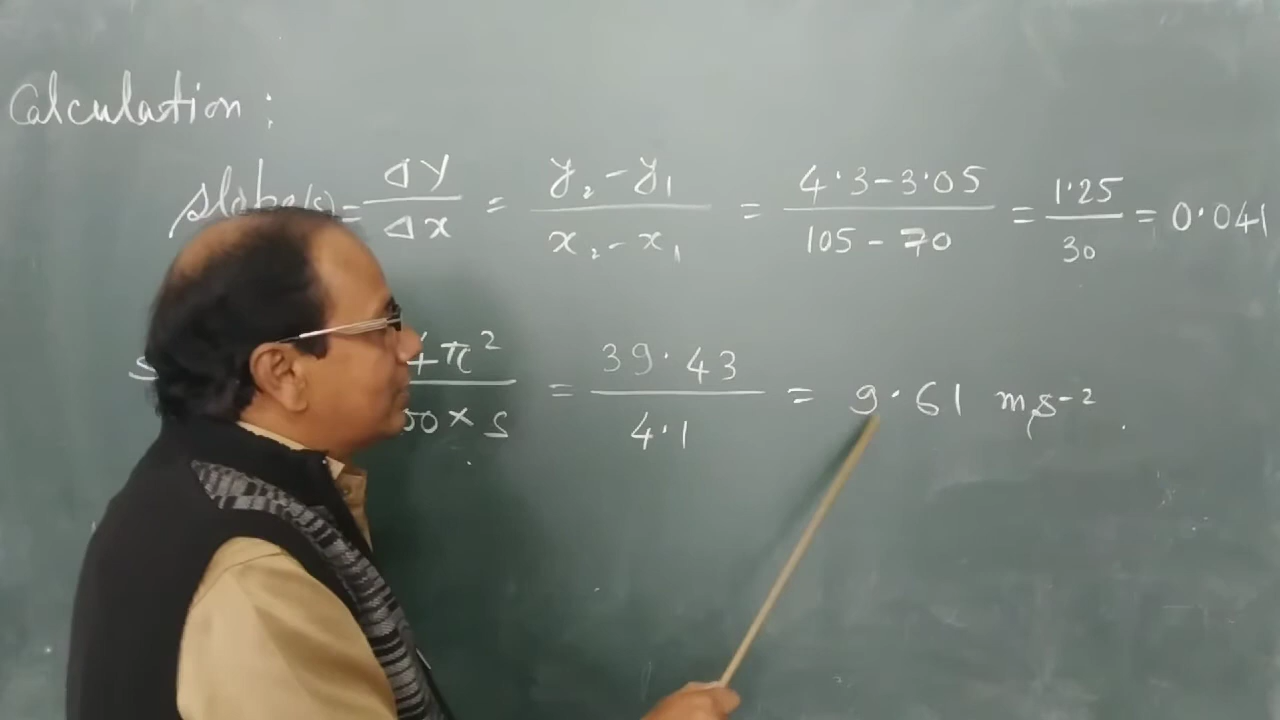 Calculation :
slope(s) = ΔY / Δx = y₂ - y₁ / x₂ - x₁ = 4.3 - 3.05 / 105 - 70 = 1.25 / 30 = 0.041
4π² / 00 × s = 39.43 / 4.1 = 9.61 ms⁻² .